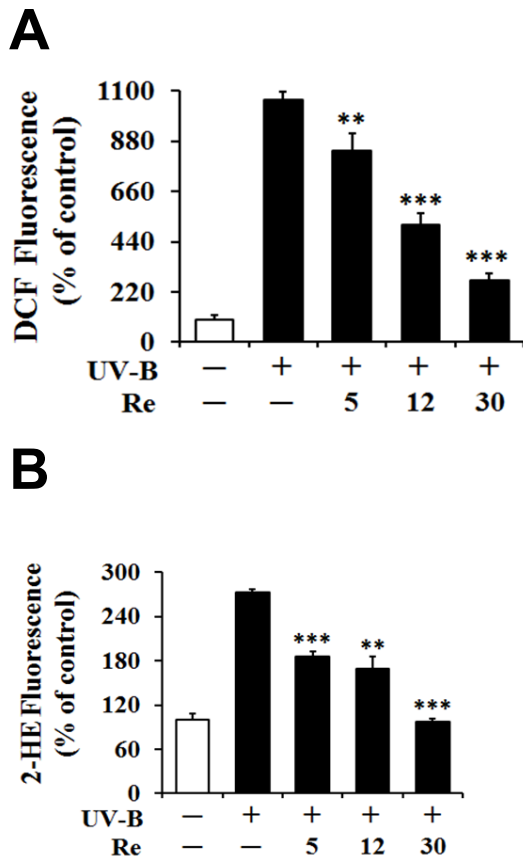 A
DCF Fluorescence
(% of control)
1100
880
660
440
220
0
**
***
***
UV-B — + + + +
Re — — 5 12 30
B
2-HE Fluorescence
(% of control)
300
240
180
120
60
0
***
**
***
UV-B — + + + +
Re — — 5 12 30